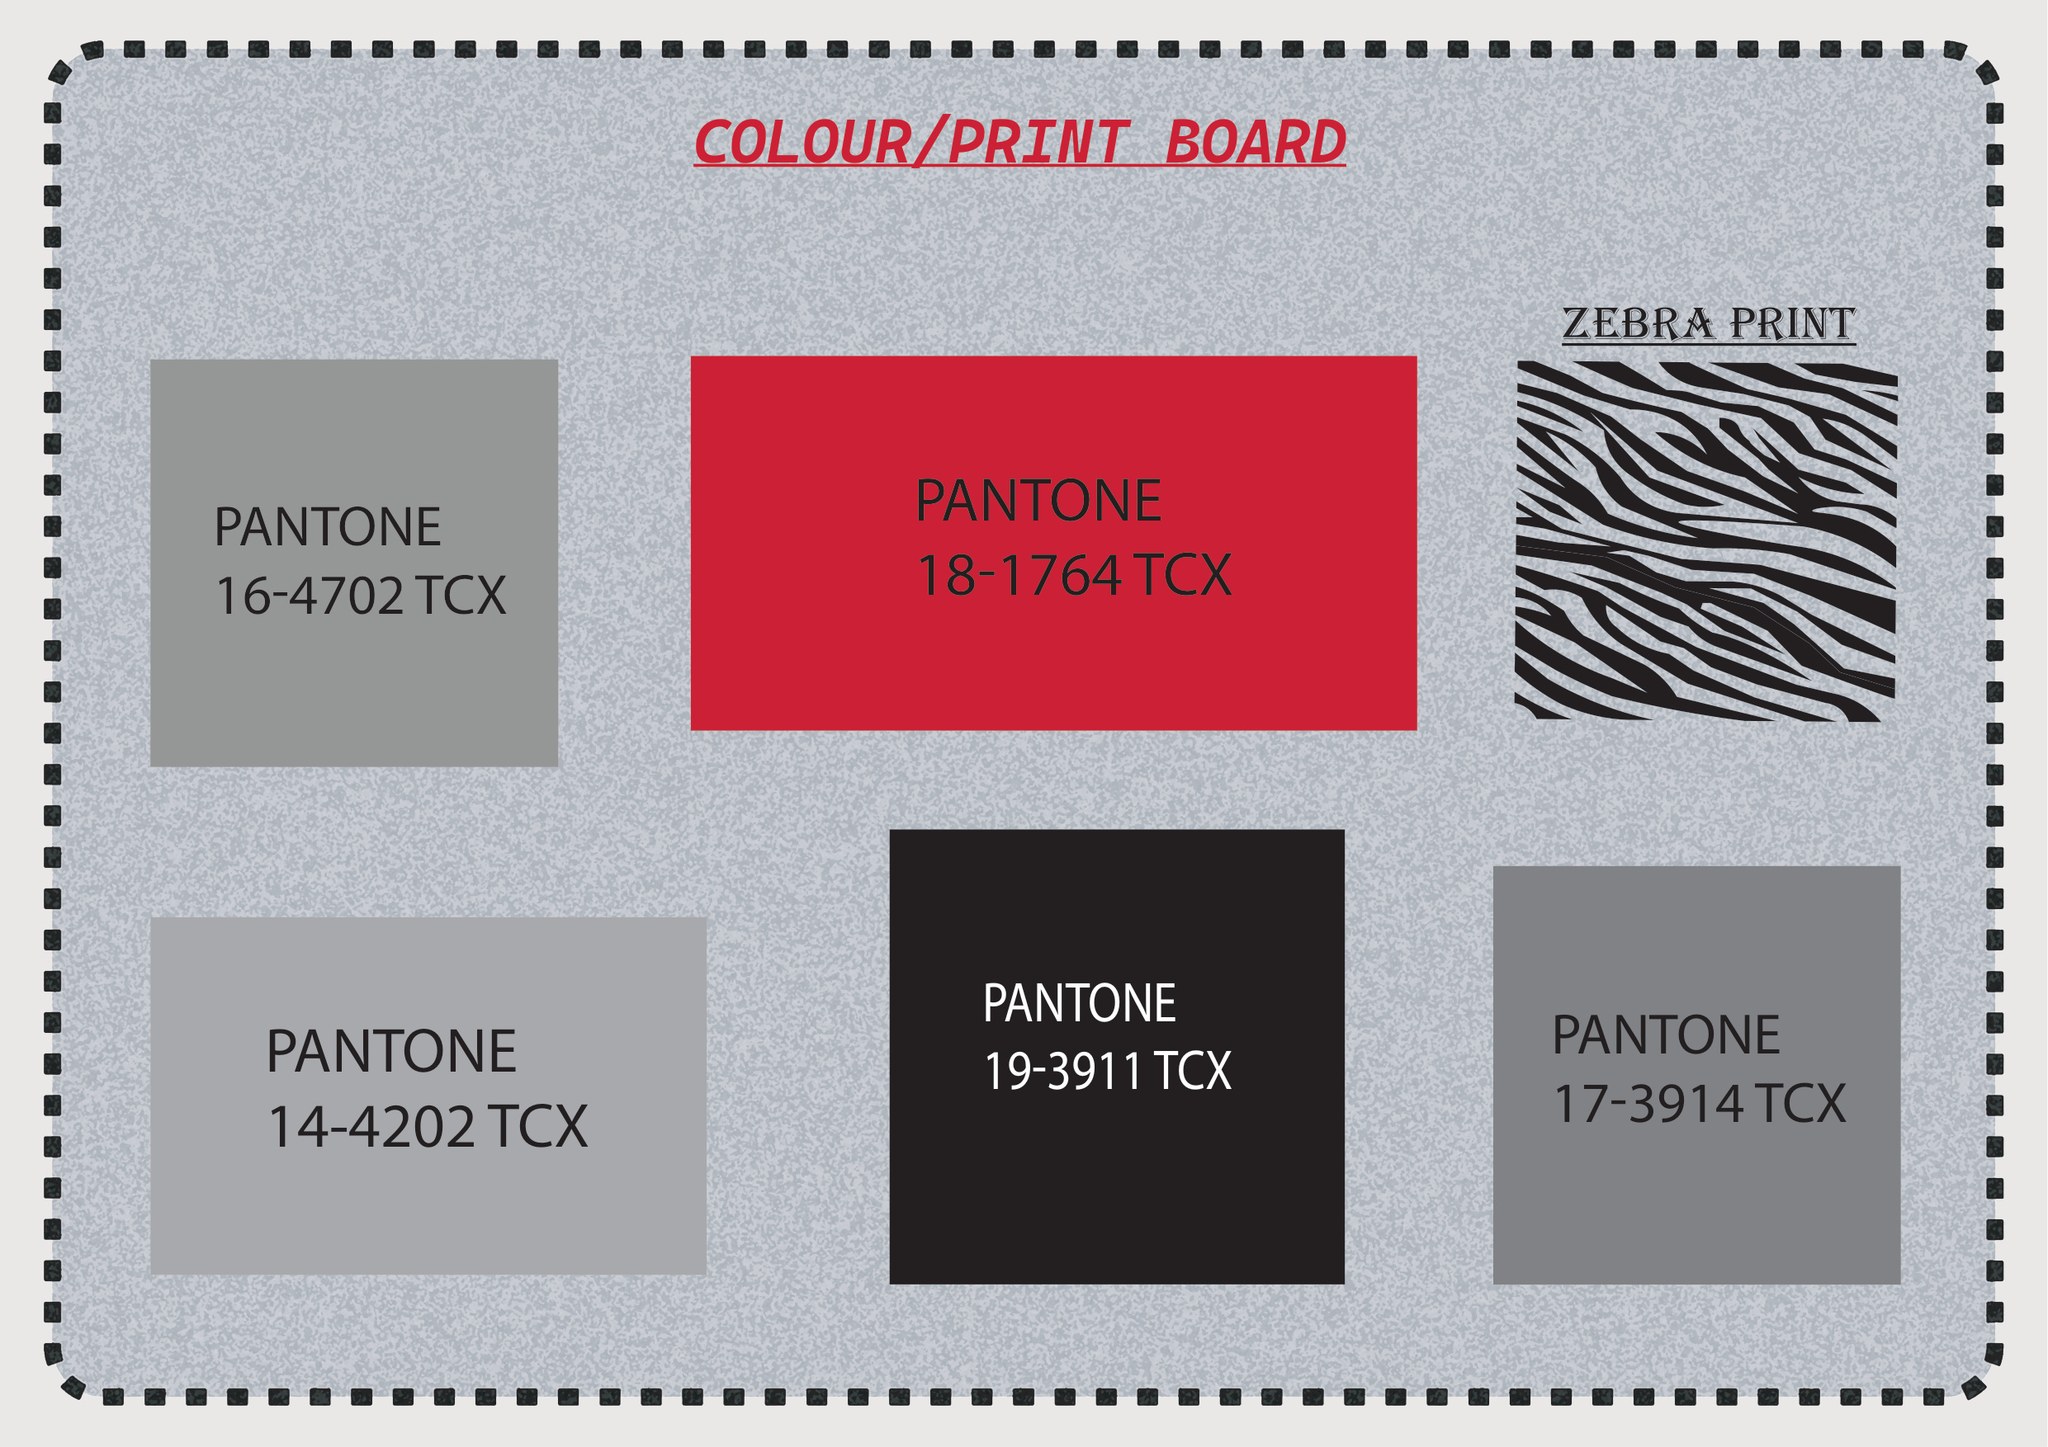 COLOUR/PRINT BOARD
ZEBRA PRINT
PANTONE
16-4702 TCX
PANTONE
18-1764 TCX
PANTONE
14-4202 TCX
PANTONE
19-3911 TCX
PANTONE
17-3914 TCX